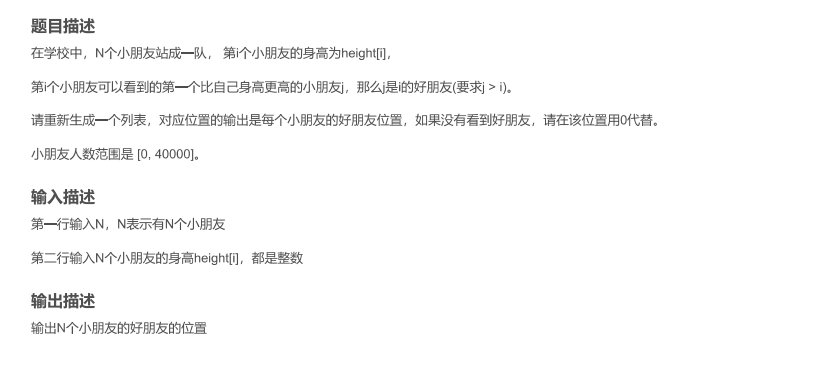 题目描述
在学校中，N个小朋友站成一队， 第i个小朋友的身高为height[i]，
第i个小朋友可以看到的第一个比自己身高更高的小朋友j，那么j是i的好朋友(要求j > i)。
请重新生成一个列表，对应位置的输出是每个小朋友的好朋友位置，如果没有看到好朋友，请在该位置用0代替。
小朋友人数范围是 [0, 40000]。
输入描述
第一行输入N，N表示有N个小朋友
第二行输入N个小朋友的身高height[i]，都是整数
输出描述
输出N个小朋友的好朋友的位置